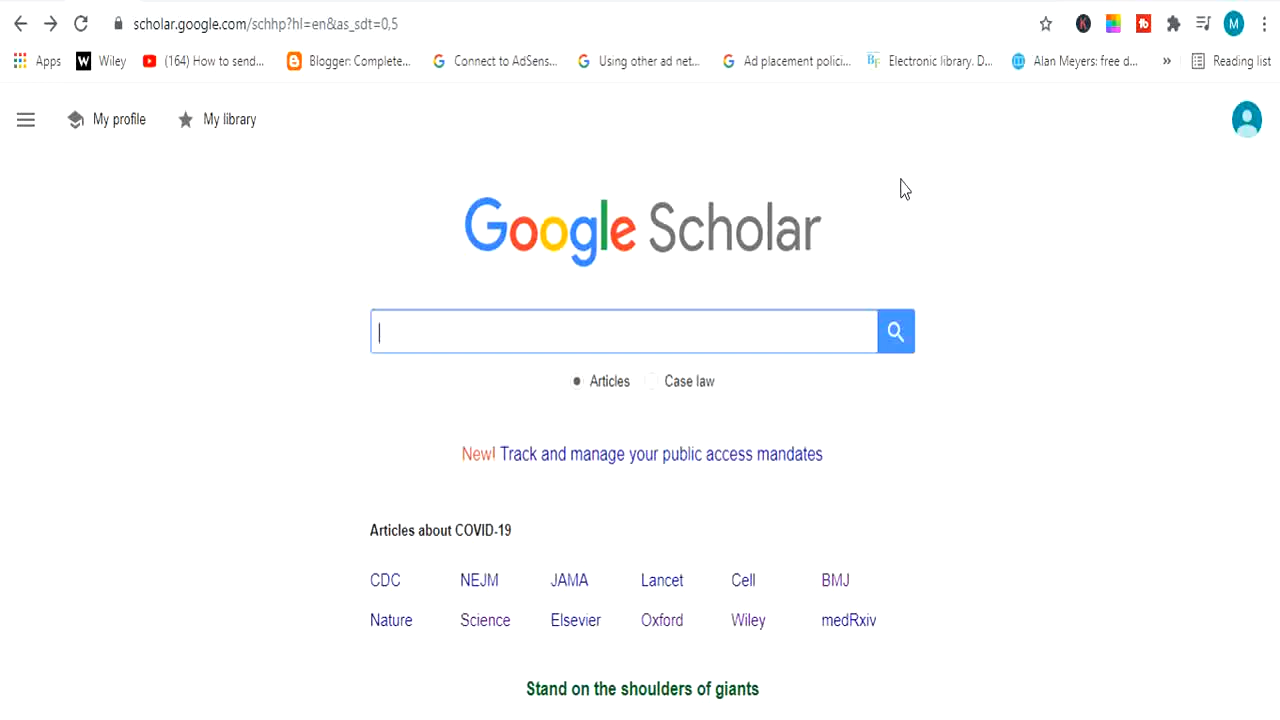 scholar.google.com/schhp?hl=en&as_sdt=0,5
M
Apps Wiley (164) How to send... Blogger: Complete... Connect to AdSens... Using other ad net... Ad placement polici... Electronic library. D... Alan Meyers: free d... » Reading list
My profile My library
Google Scholar
Articles Case law
New! Track and manage your public access mandates
Articles about COVID-19
CDC NEJM JAMA Lancet Cell BMJ
Nature Science Elsevier Oxford Wiley medRxiv
Stand on the shoulders of giants